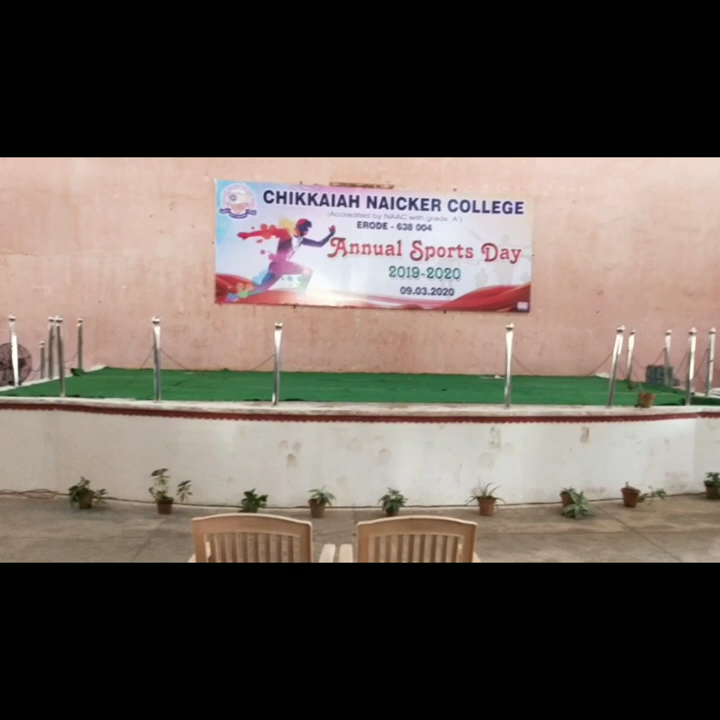 CHIKKAIAH NAICKER COLLEGE
(Accredited by NAAC with grade 'A')
ERODE - 638 004
Annual Sports Day
2019-2020
09.03.2020